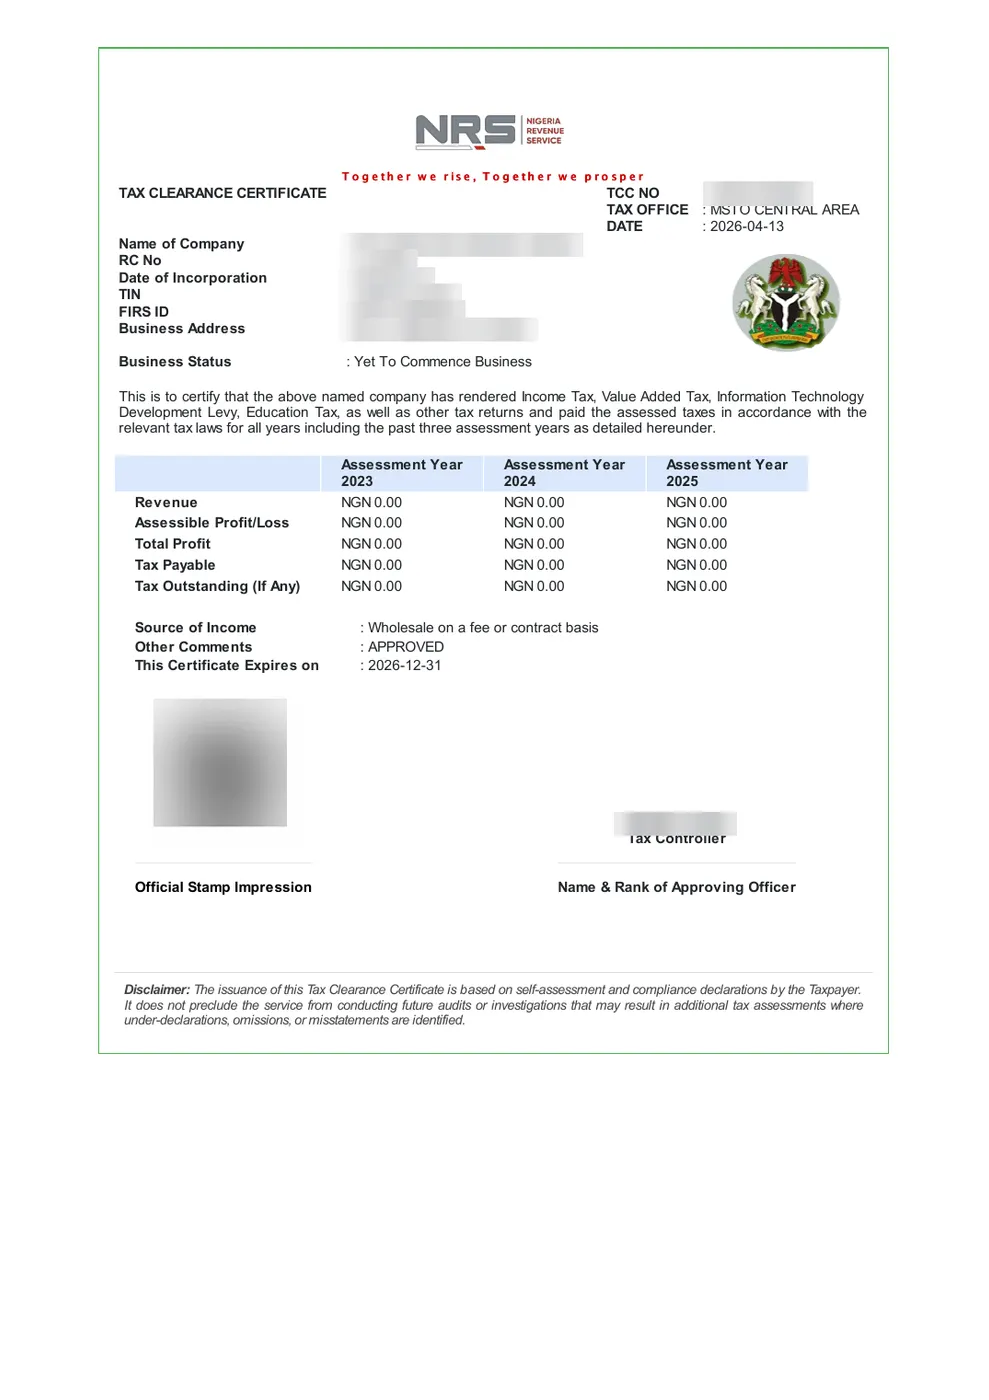 NRS NIGERIA
REVENUE
SERVICE
Together we rise, Together we prosper
TAX CLEARANCE CERTIFICATE
TCC NO
TAX OFFICE : MSTO CENTRAL AREA
DATE : 2026-04-13
Name of Company
RC No
Date of Incorporation
TIN
FIRS ID
Business Address
Business Status : Yet To Commence Business
This is to certify that the above named company has rendered Income Tax, Value Added Tax, Information Technology
Development Levy, Education Tax, as well as other tax returns and paid the assessed taxes in accordance with the
relevant tax laws for all years including the past three assessment years as detailed hereunder.
Assessment Year 2023 Assessment Year 2024 Assessment Year 2025
Revenue NGN 0.00 NGN 0.00 NGN 0.00
Assessible Profit/Loss NGN 0.00 NGN 0.00 NGN 0.00
Total Profit NGN 0.00 NGN 0.00 NGN 0.00
Tax Payable NGN 0.00 NGN 0.00 NGN 0.00
Tax Outstanding (If Any) NGN 0.00 NGN 0.00 NGN 0.00
Source of Income : Wholesale on a fee or contract basis
Other Comments : APPROVED
This Certificate Expires on : 2026-12-31
Tax Controller
Official Stamp Impression
Name & Rank of Approving Officer
Disclaimer: The issuance of this Tax Clearance Certificate is based on self-assessment and compliance declarations by the Taxpayer.
It does not preclude the service from conducting future audits or investigations that may result in additional tax assessments where
under-declarations, omissions, or misstatements are identified.